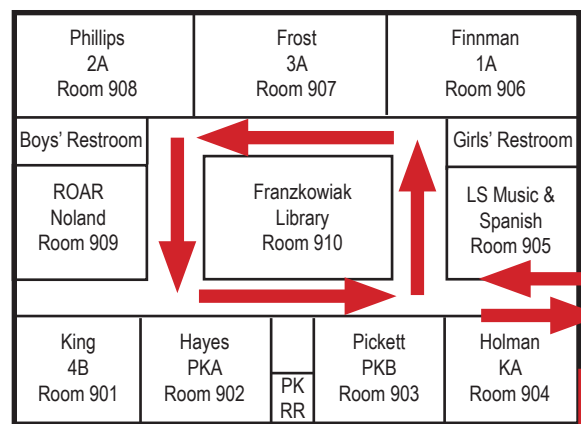 Phillips
2A
Room 908
Frost
3A
Room 907
Finnman
1A
Room 906
Boys' Restroom
Girls' Restroom
ROAR
Noland
Room 909
Franzkowiak
Library
Room 910
LS Music &
Spanish
Room 905
King
4B
Room 901
Hayes
PKA
Room 902
PK
RR
Pickett
PKB
Room 903
Holman
KA
Room 904